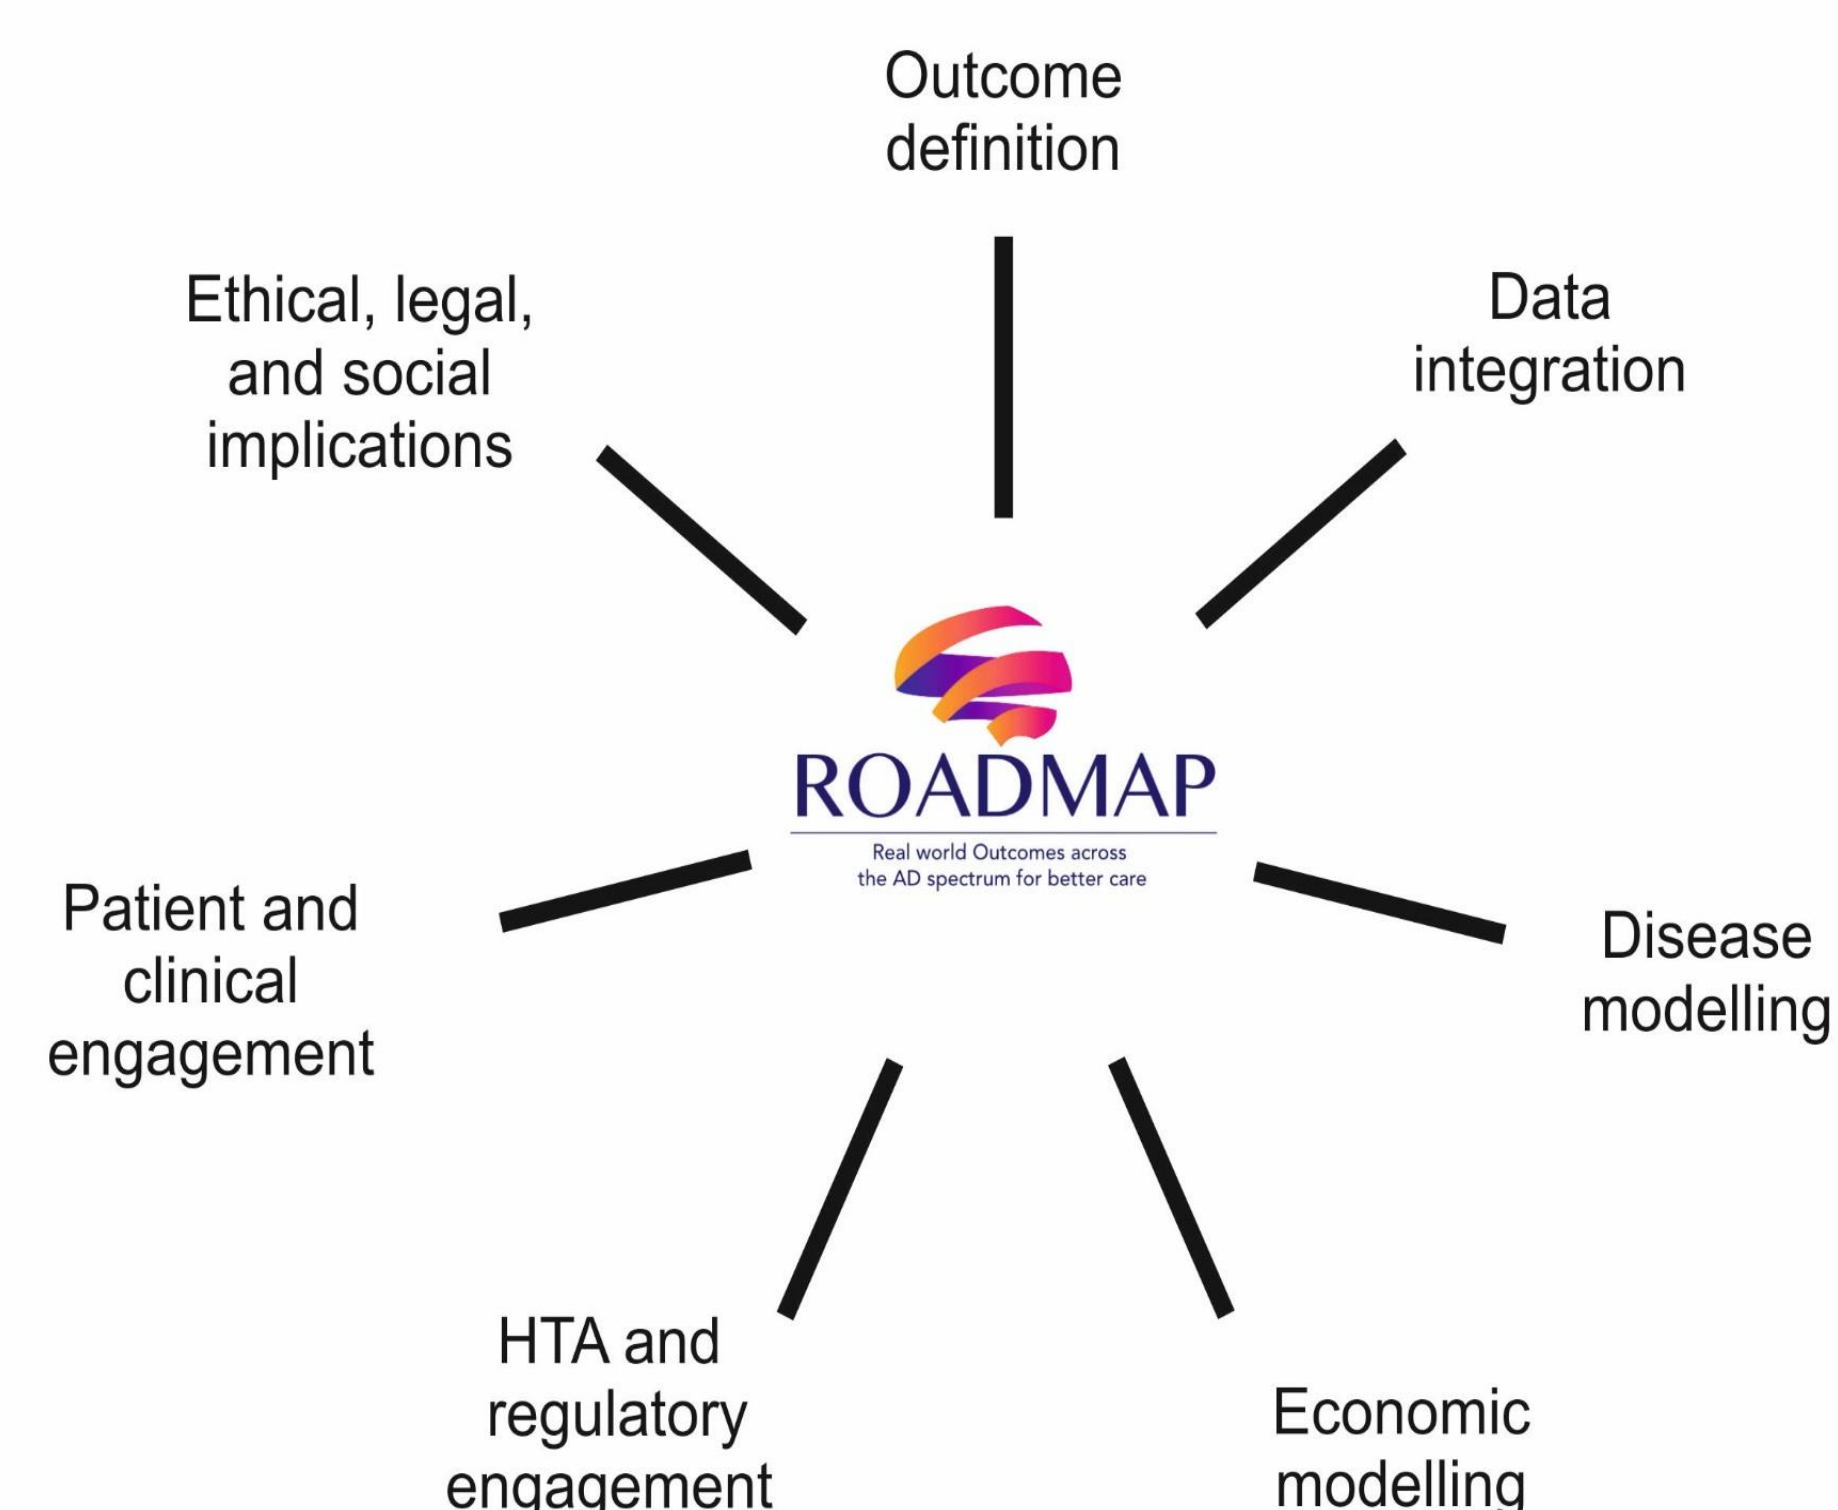 Outcome
definition
Data
integration
Ethical, legal,
and social
implications
ROADMAP
Real world Outcomes across
the AD spectrum for better care
Patient and
clinical
engagement
Disease
modelling
HTA and
regulatory
engagement
Economic
modelling